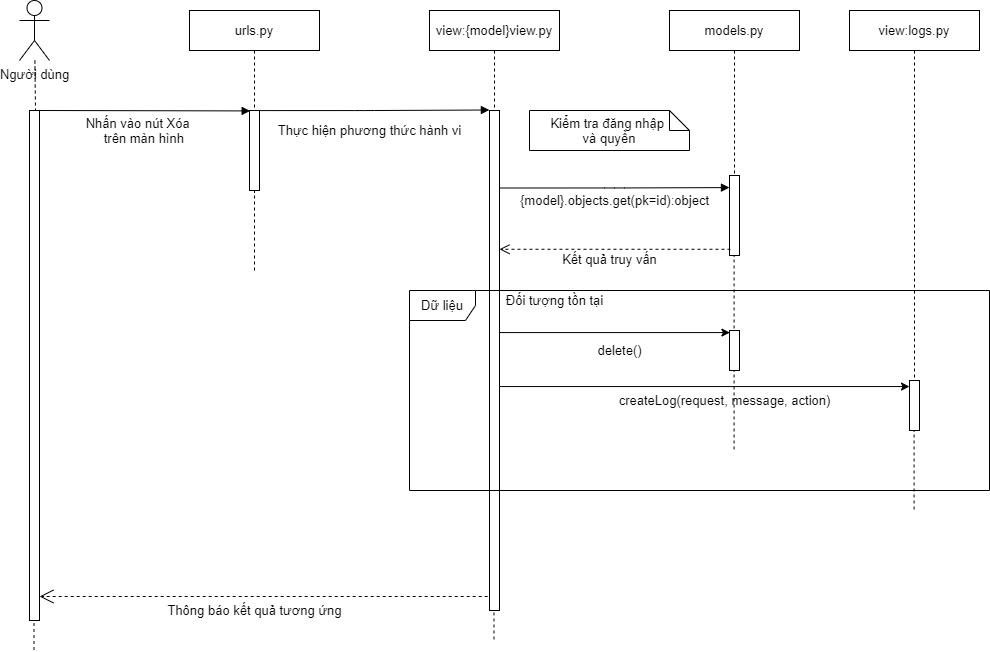 urls.py
view:{model}view.py
models.py
view:logs.py
Người dùng
Nhấn vào nút Xóa
trên màn hình
Thực hiện phương thức hành vi
Kiểm tra đăng nhập
và quyền
{model}.objects.get(pk=id):object
Kết quả truy vấn
Dữ liệu
Đối tượng tồn tại
delete()
createLog(request, message, action)
Thông báo kết quả tương ứng